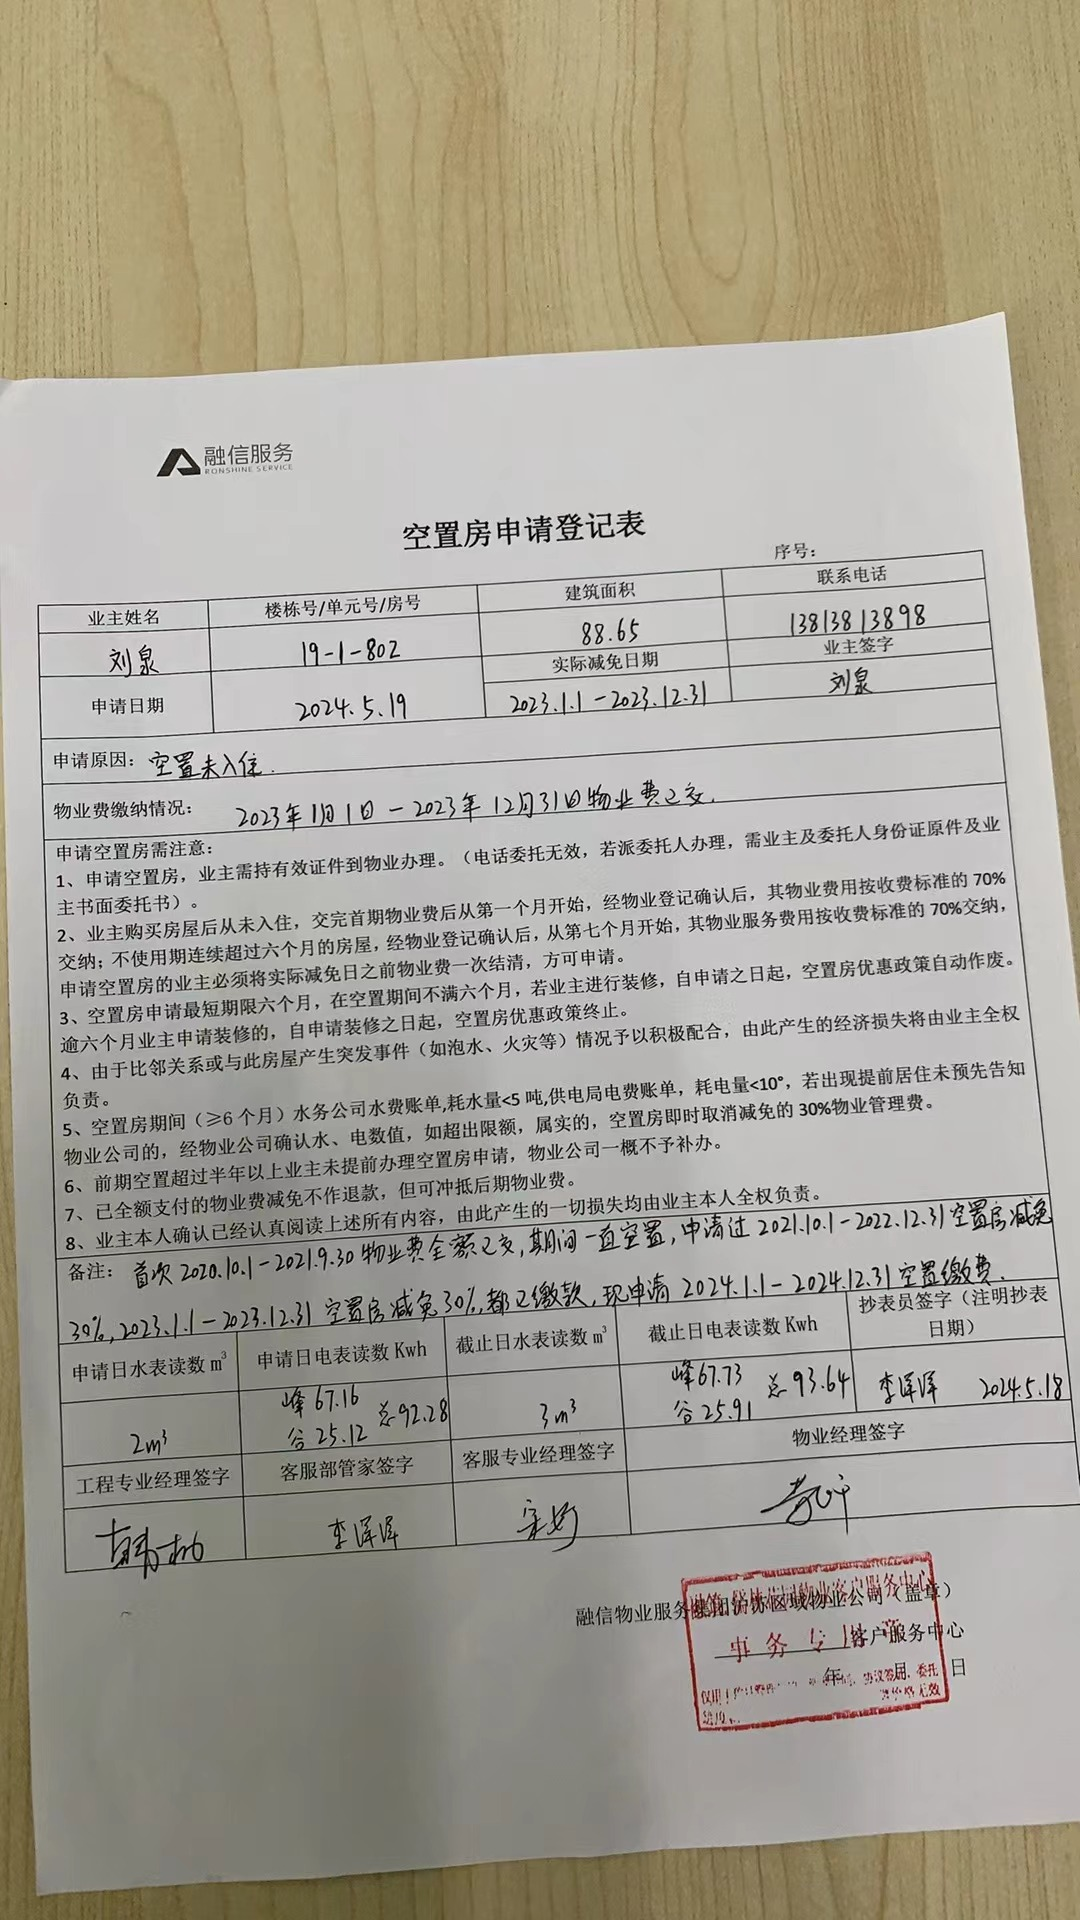 融信服务
RONSHINE SERVICE
空置房申请登记表
序号：
业主姓名 楼栋号/单元号/房号 建筑面积 联系电话
刘泉 19-1-802 88.65 13813813898
实际减免日期 业主签字
申请日期 2024.5.19 2023.1.1-2023.12.31 刘泉
申请原因：空置未入住.
物业费缴纳情况： 2023年1月1日-2023年12月31日物业费已交.
申请空置房需注意：
1、申请空置房，业主需持有效证件到物业办理。（电话委托无效，若派委托人办理，需业主及委托人身份证原件及业
主书面委托书）。
2、业主购买房屋后从未入住，交完首期物业费后从第一个月开始，经物业登记确认后，其物业费用按收费标准的70%
交纳；不使用期连续超过六个月的房屋，经物业登记确认后，从第七个月开始，其物业服务费用按收费标准的70%交纳，
申请空置房的业主必须将实际减免日之前物业费一次结清，方可申请。
3、空置房申请最短期限六个月，在空置期间不满六个月，若业主进行装修，自申请之日起，空置房优惠政策自动作废。
逾六个月业主申请装修的，自申请装修之日起，空置房优惠政策终止。
4、由于比邻关系或与此房屋产生突发事件（如泡水、火灾等）情况予以积极配合，由此产生的经济损失将由业主全权
负责。
5、空置房期间（≥6个月）水务公司水费账单,耗水量<5吨,供电局电费账单，耗电量<10°，若出现提前居住未预先告知
物业公司的，经物业公司确认水、电数值，如超出限额，属实的，空置房即时取消减免的30%物业管理费。
6、前期空置超过半年以上业主未提前办理空置房申请，物业公司一概不予补办。
7、已全额支付的物业费减免不作退款，但可冲抵后期物业费。
8、业主本人确认已经认真阅读上述所有内容，由此产生的一切损失均由业主本人全权负责。
备注： 首次2020.10.1-2021.9.30物业费全额已交,期间一直空置,申请过2021.10.1-2022.12.31空置房减免
30%,2023.1.1-2023.12.31空置房减免30%,都已缴款,现申请2024.1.1-2024.12.31空置缴费.
申请日水表读数m³ 申请日电表读数Kwh 截止日水表读数m³ 截止日电表读数Kwh 抄表员签字（注明抄表
日期）
2m³ 峰67.16 谷25.12 总92.28 3m³ 峰67.73 谷25.91 总93.64 李泽泽 2024.5.18
工程专业经理签字 客服部管家签字 客服专业经理签字 物业经理签字
李泽泽
融信物业服务集团沪苏区域物业公司（盖章）
客户服务中心
年 月 日
事务专